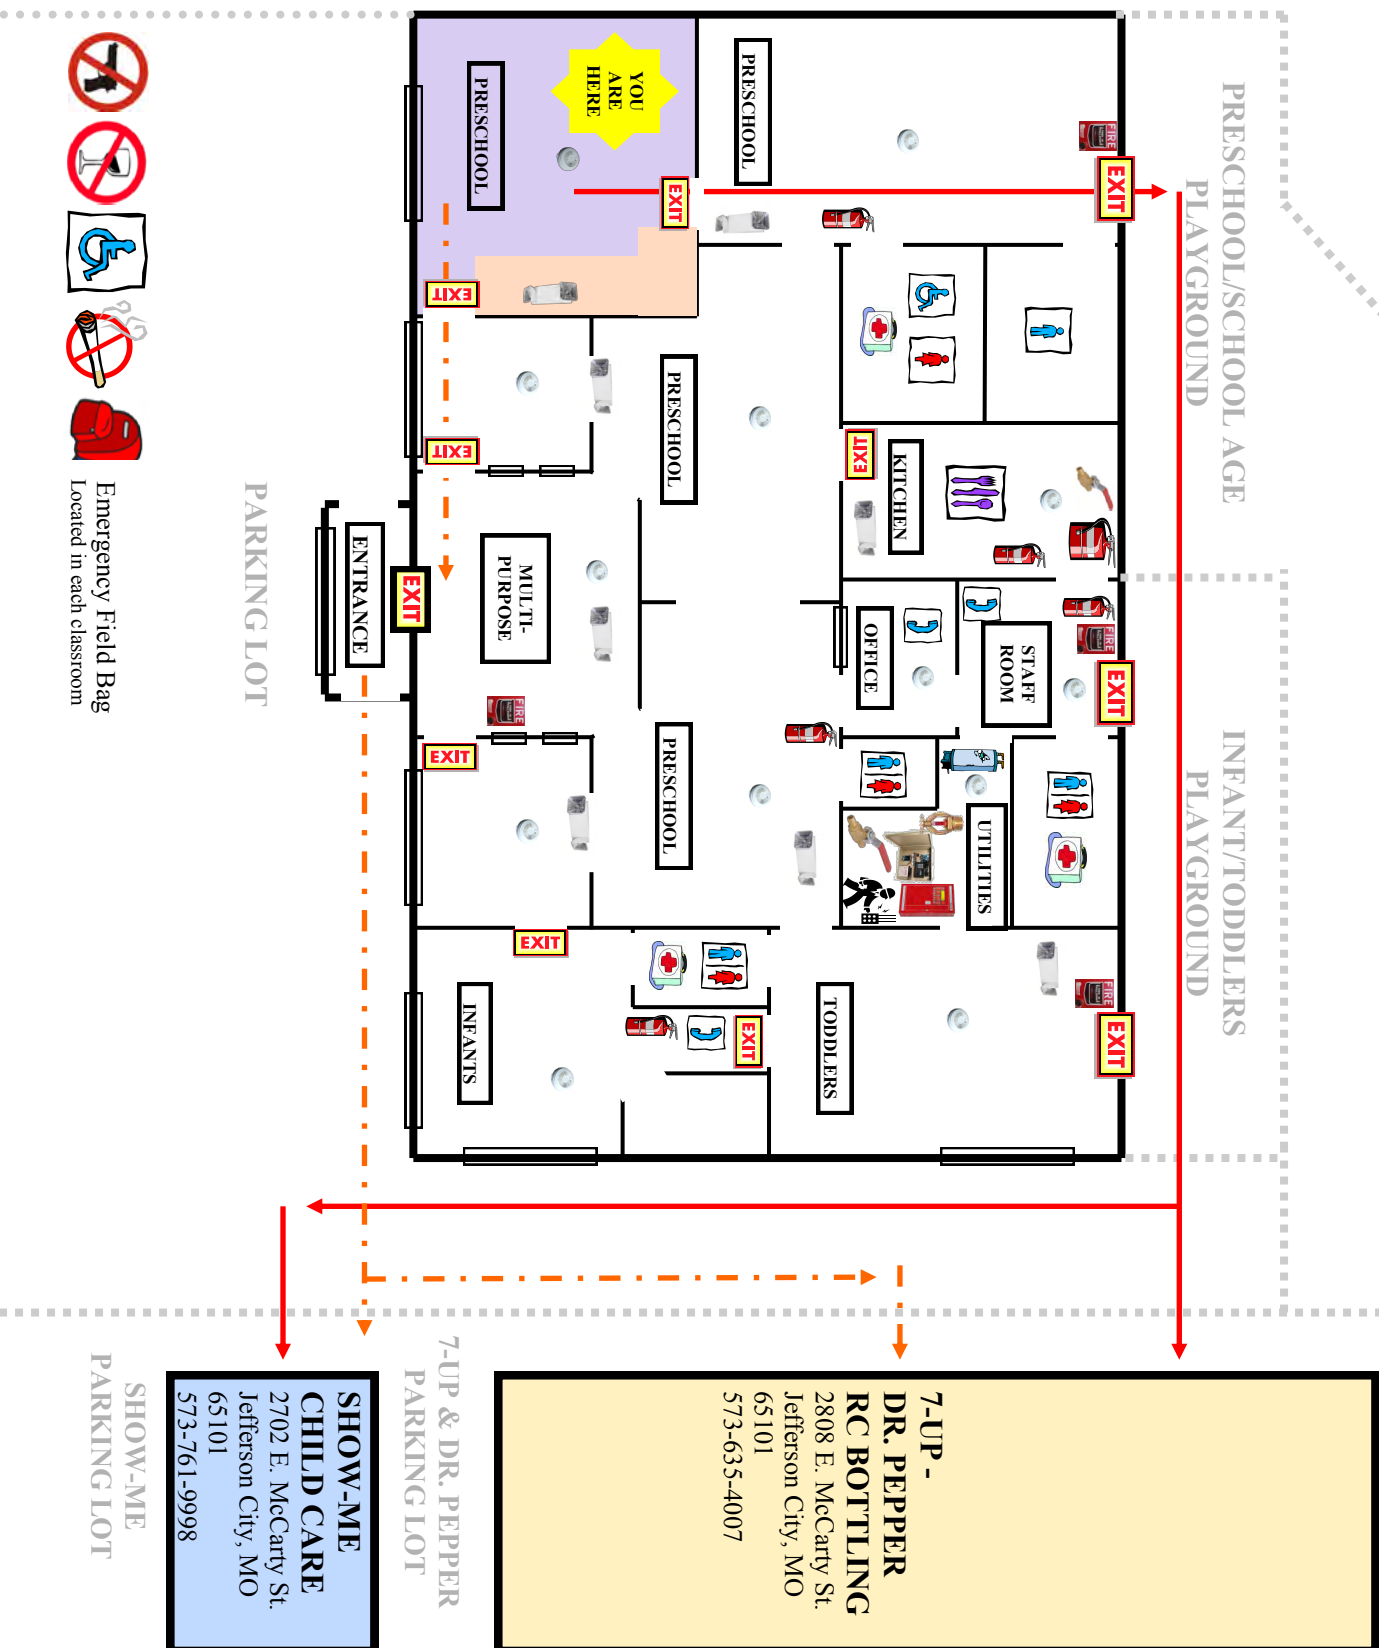 PRESCHOOL/SCHOOL AGE
PLAYGROUND
INFANT/TODDLERS
PLAYGROUND
FIRE
EXIT
FIRE
EXIT
FIRE
EXIT
STAFF
ROOM
UTILITIES
KITCHEN
OFFICE
EXIT
TODDLERS
PRESCHOOL
EXIT
EXIT
PRESCHOOL
PRESCHOOL
YOU
ARE
HERE
PRESCHOOL
MULTI-
PURPOSE
FIRE
EXIT
INFANTS
EXIT
EXIT
EXIT
EXIT
ENTRANCE
PARKING LOT
7-UP -
DR. PEPPER
RC BOTTLING
2808 E. McCarty St.
Jefferson City, MO
65101
573-635-4007
7-UP & DR. PEPPER
PARKING LOT
SHOW-ME
CHILD CARE
2702 E. McCarty St.
Jefferson City, MO
65101
573-761-9998
SHOW-ME
PARKING LOT
Emergency Field Bag
Located in each classroom